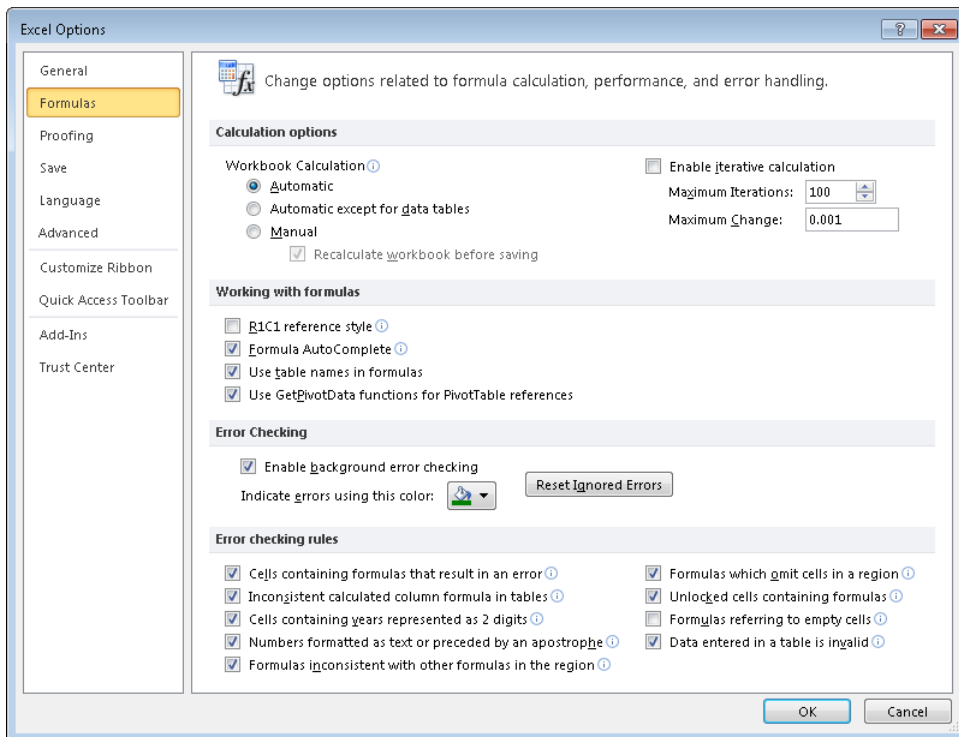 Excel Options
General
Formulas
Proofing
Save
Language
Advanced
Customize Ribbon
Quick Access Toolbar
Add-Ins
Trust Center
Change options related to formula calculation, performance, and error handling.
Calculation options
Workbook Calculation
Automatic
Automatic except for data tables
Manual
Recalculate workbook before saving
Enable iterative calculation
Maximum Iterations: 100
Maximum Change: 0.001
Working with formulas
R1C1 reference style
Formula AutoComplete
Use table names in formulas
Use GetPivotData functions for PivotTable references
Error Checking
Enable background error checking
Indicate errors using this color:
Reset Ignored Errors
Error checking rules
Cells containing formulas that result in an error
Inconsistent calculated column formula in tables
Cells containing years represented as 2 digits
Numbers formatted as text or preceded by an apostrophe
Formulas inconsistent with other formulas in the region
Formulas which omit cells in a region
Unlocked cells containing formulas
Formulas referring to empty cells
Data entered in a table is invalid
OK
Cancel